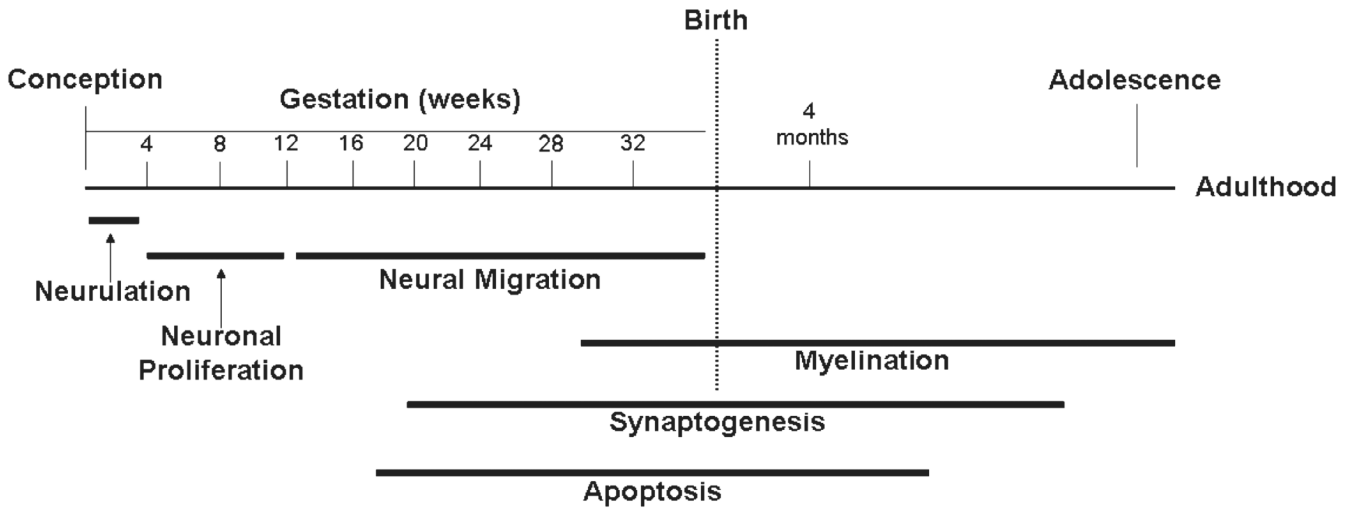 Birth
Conception
Adolescence
Gestation (weeks)
4
months
4 8 12 16 20 24 28 32
Adulthood
Neurulation
Neural Migration
Neuronal
Proliferation
Myelination
Synaptogenesis
Apoptosis